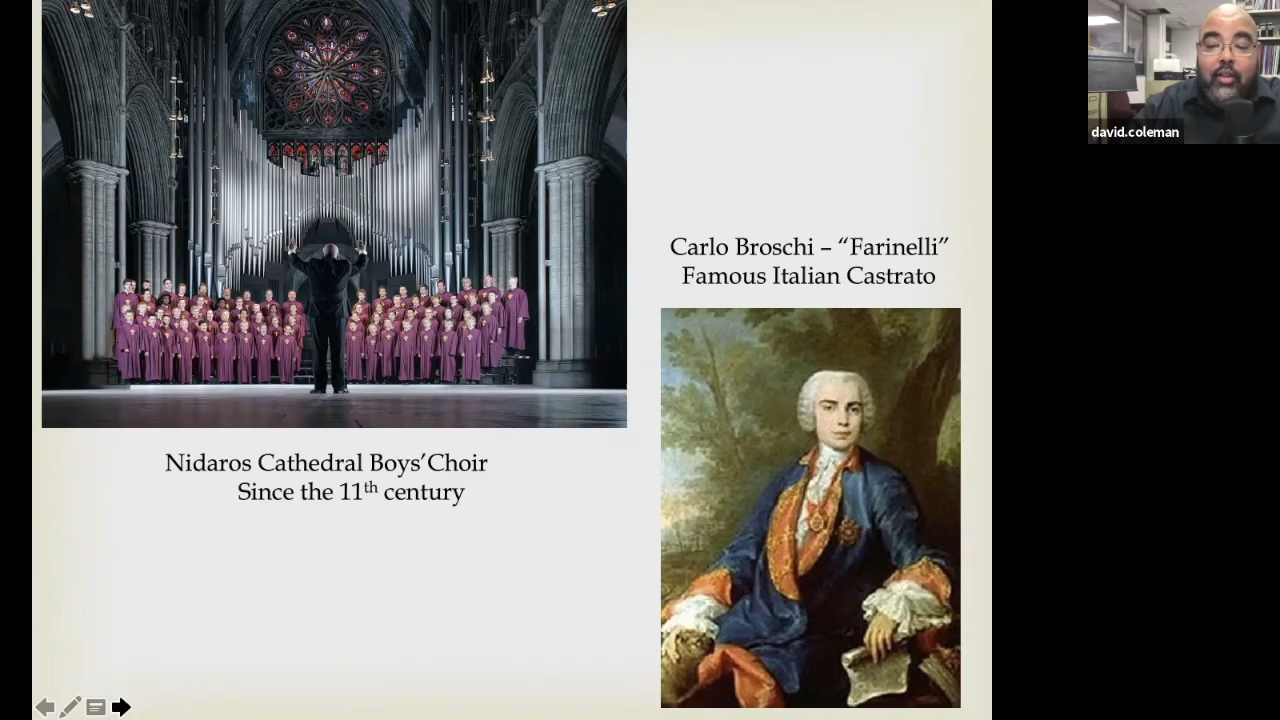 david.coleman
Carlo Broschi – “Farinelli”
Famous Italian Castrato
Nidaros Cathedral Boys’Choir
Since the 11th century